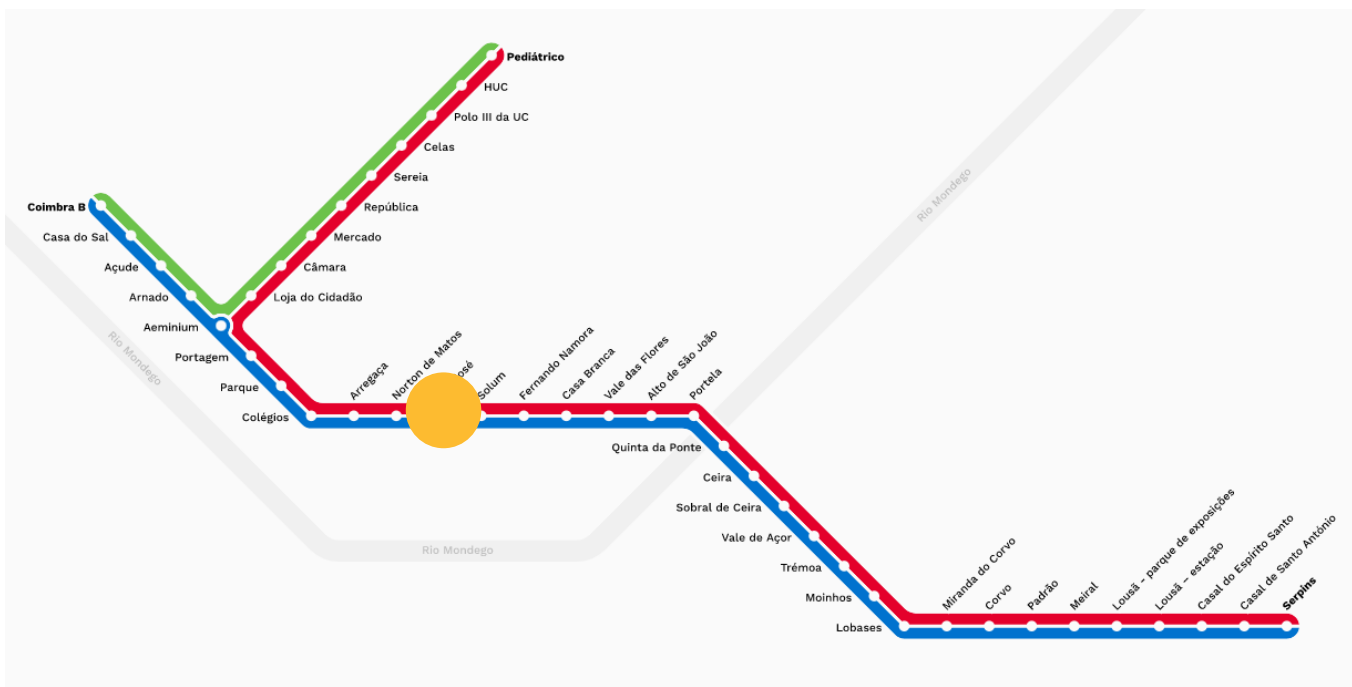 Pediátrico
HUC
Polo III da UC
Celas
Sereia
República
Mercado
Câmara
Loja do Cidadão
Coimbra B
Casa do Sal
Açude
Arnado
Aeminium
Portagem
Parque
Colégios
Arregaça
Norton de Matos
Solum
Fernando Namora
Casa Branca
Vale das Flores
Alto de São João
Portela
Quinta da Ponte
Ceira
Sobral de Ceira
Vale de Açor
Trémoa
Moinhos
Lobases
Miranda do Corvo
Corvo
Padrão
Meiral
Lousã - parque de exposições
Lousã – estação
Casal do Espírito Santo
Casal de Santo António
Serpins
Rio Mondego
Rio Mondego
Rio Mondego